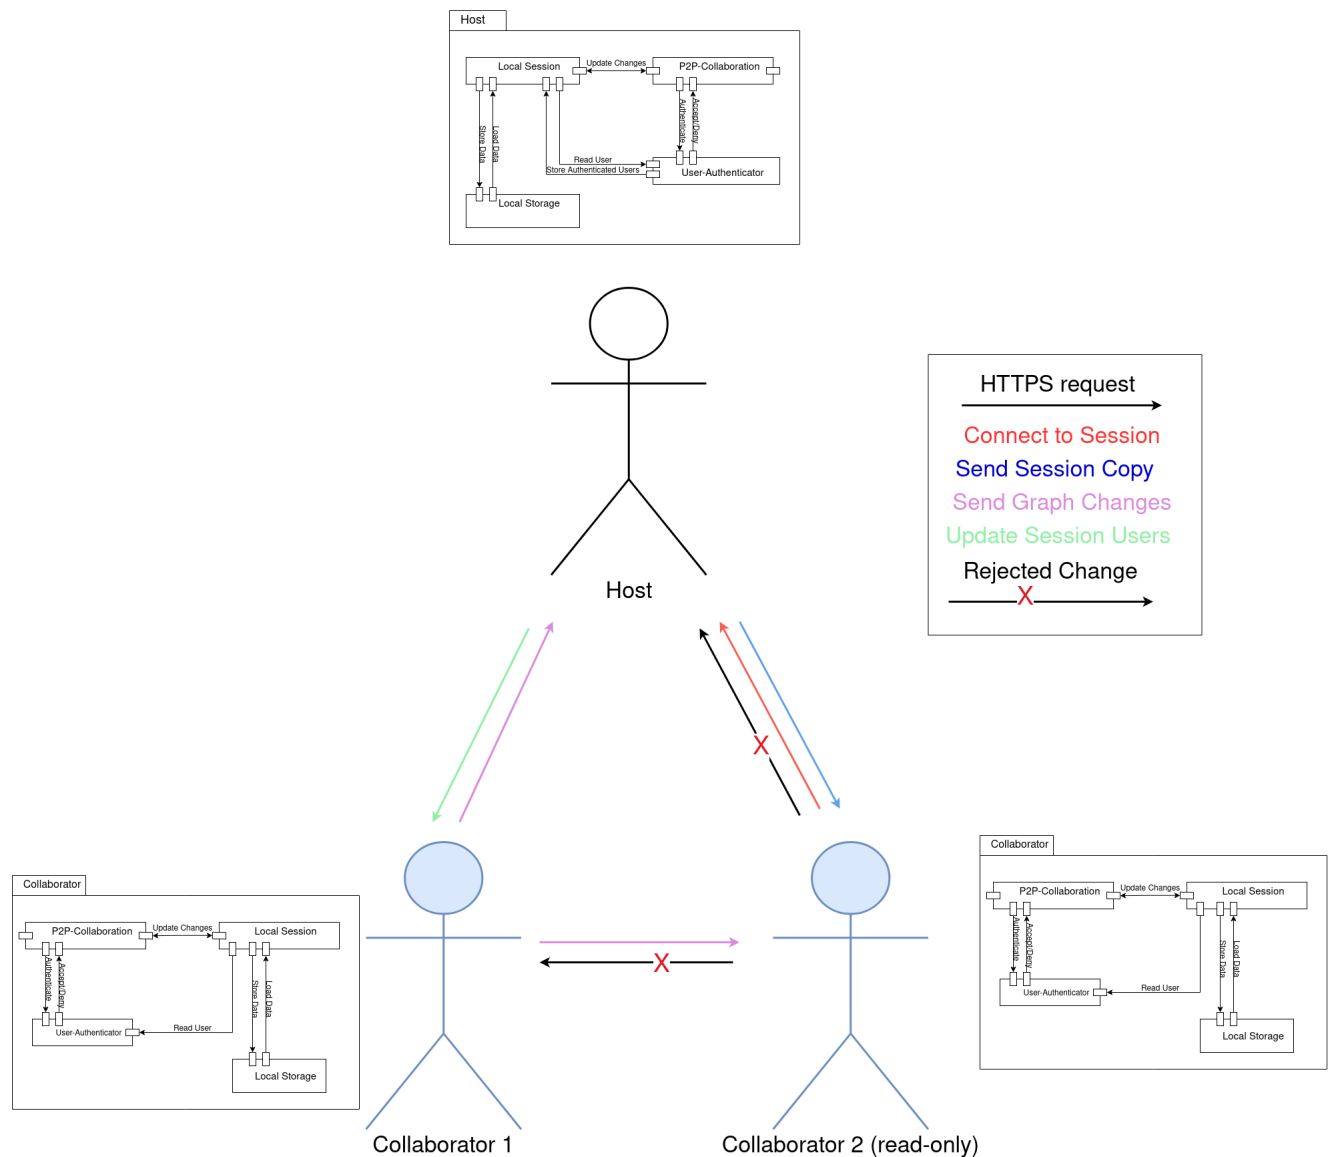 Host
Local Session
Update Changes
P2P-Collaboration
Store Data
Load Data
Authenticate
Accept/Deny
Read User
Store Authenticated Users
User-Authenticator
Local Storage
Host
HTTPS request
Connect to Session
Send Session Copy
Send Graph Changes
Update Session Users
Rejected Change
X
X
Collaborator
P2P-Collaboration
Update Changes
Local Session
Authenticate
Accept/Deny
Store Data
Load Data
User-Authenticator
Read User
Local Storage
X
Collaborator
P2P-Collaboration
Update Changes
Local Session
Authenticate
Accept/Deny
Store Data
Load Data
User-Authenticator
Read User
Local Storage
Collaborator 1
Collaborator 2 (read-only)